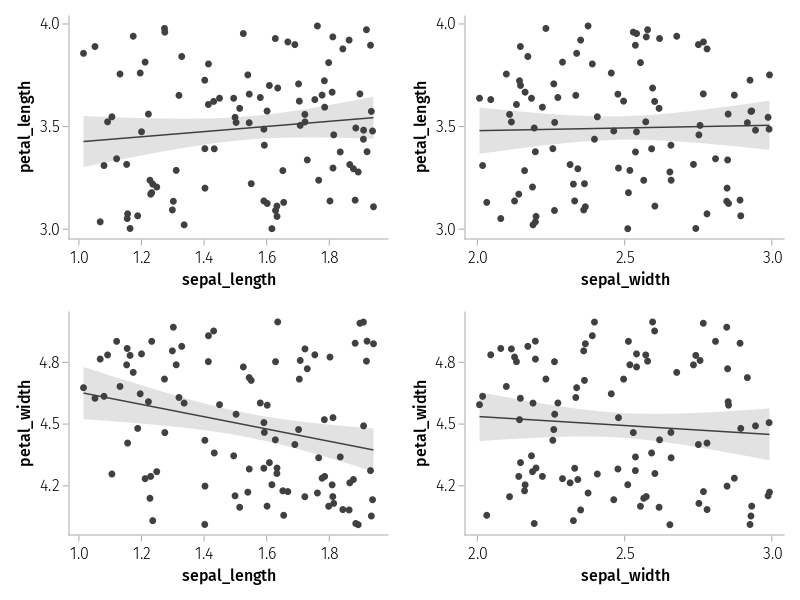 4.0
3.5
3.0
petal_length
1.0 1.2 1.4 1.6 1.8
sepal_length
4.0
3.5
3.0
petal_length
2.0 2.5 3.0
sepal_width
4.8
4.5
4.2
petal_width
1.0 1.2 1.4 1.6 1.8
sepal_length
4.8
4.5
4.2
petal_width
2.0 2.5 3.0
sepal_width